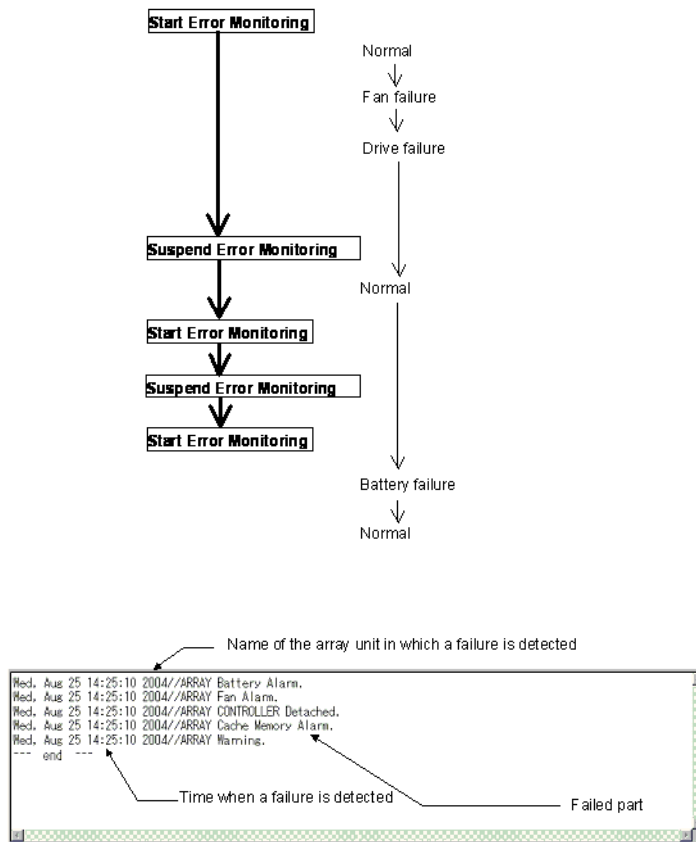 Start Error Monitoring
Normal
Fan failure
Drive failure
Suspend Error Monitoring
Normal
Start Error Monitoring
Suspend Error Monitoring
Start Error Monitoring
Battery failure
Normal
Name of the array unit in which a failure is detected
Wed, Aug 25 14:25:10 2004//ARRAY Battery Alarm.
Wed, Aug 25 14:25:10 2004//ARRAY Fan Alarm.
Wed, Aug 25 14:25:10 2004//ARRAY CONTROLLER Detached.
Wed, Aug 25 14:25:10 2004//ARRAY Cache Memory Alarm.
Wed, Aug 25 14:25:10 2004//ARRAY Warning.
--- end ---
Time when a failure is detected
Failed part